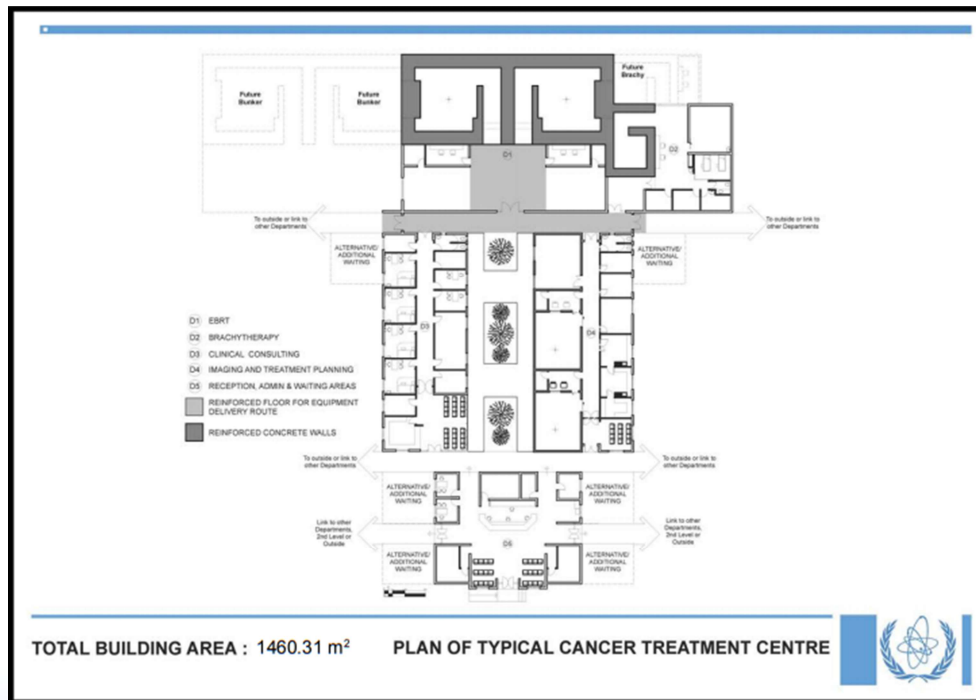 Future
Bunker
Future
Bunker
Future
Brachy
D1
D2
To outside or link to
other Departments
To outside or link to
other Departments
ALTERNATIVE/
ADDITIONAL
WAITING
ALTERNATIVE/
ADDITIONAL
WAITING
D3
D4
D1 EBRT
D2 BRACHYTHERAPY
D3 CLINICAL CONSULTING
D4 IMAGING AND TREATMENT PLANNING
D5 RECEPTION, ADMIN & WAITING AREAS
REINFORCED FLOOR FOR EQUIPMENT
DELIVERY ROUTE
REINFORCED CONCRETE WALLS
To outside or link to
other Departments
To outside or link to
other Departments
ALTERNATIVE/
ADDITIONAL
WAITING
ALTERNATIVE/
ADDITIONAL
WAITING
Link to other
Departments,
2nd Level or
Outside
Link to other
Departments,
2nd Level or
Outside
D5
ALTERNATIVE/
ADDITIONAL
WAITING
ALTERNATIVE/
ADDITIONAL
WAITING
TOTAL BUILDING AREA : 1460.31 m²
PLAN OF TYPICAL CANCER TREATMENT CENTRE